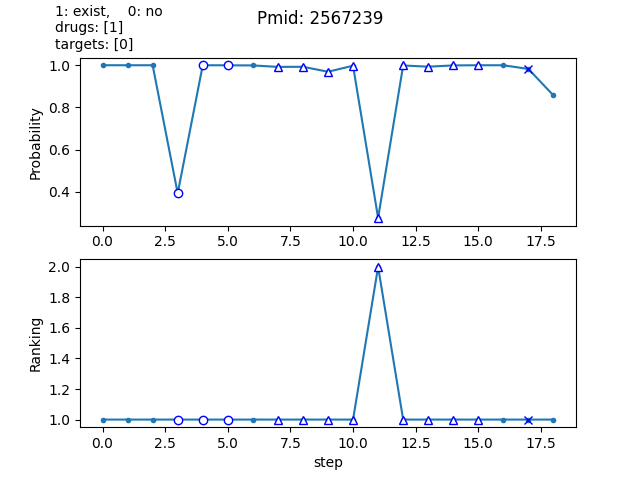 1: exist,    0: no
drugs: [1]
targets: [0]
Pmid: 2567239
1.0
0.8
0.6
0.4
Probability
0.0 2.5 5.0 7.5 10.0 12.5 15.0 17.5
2.0
1.8
1.6
1.4
1.2
1.0
Ranking
0.0 2.5 5.0 7.5 10.0 12.5 15.0 17.5
step